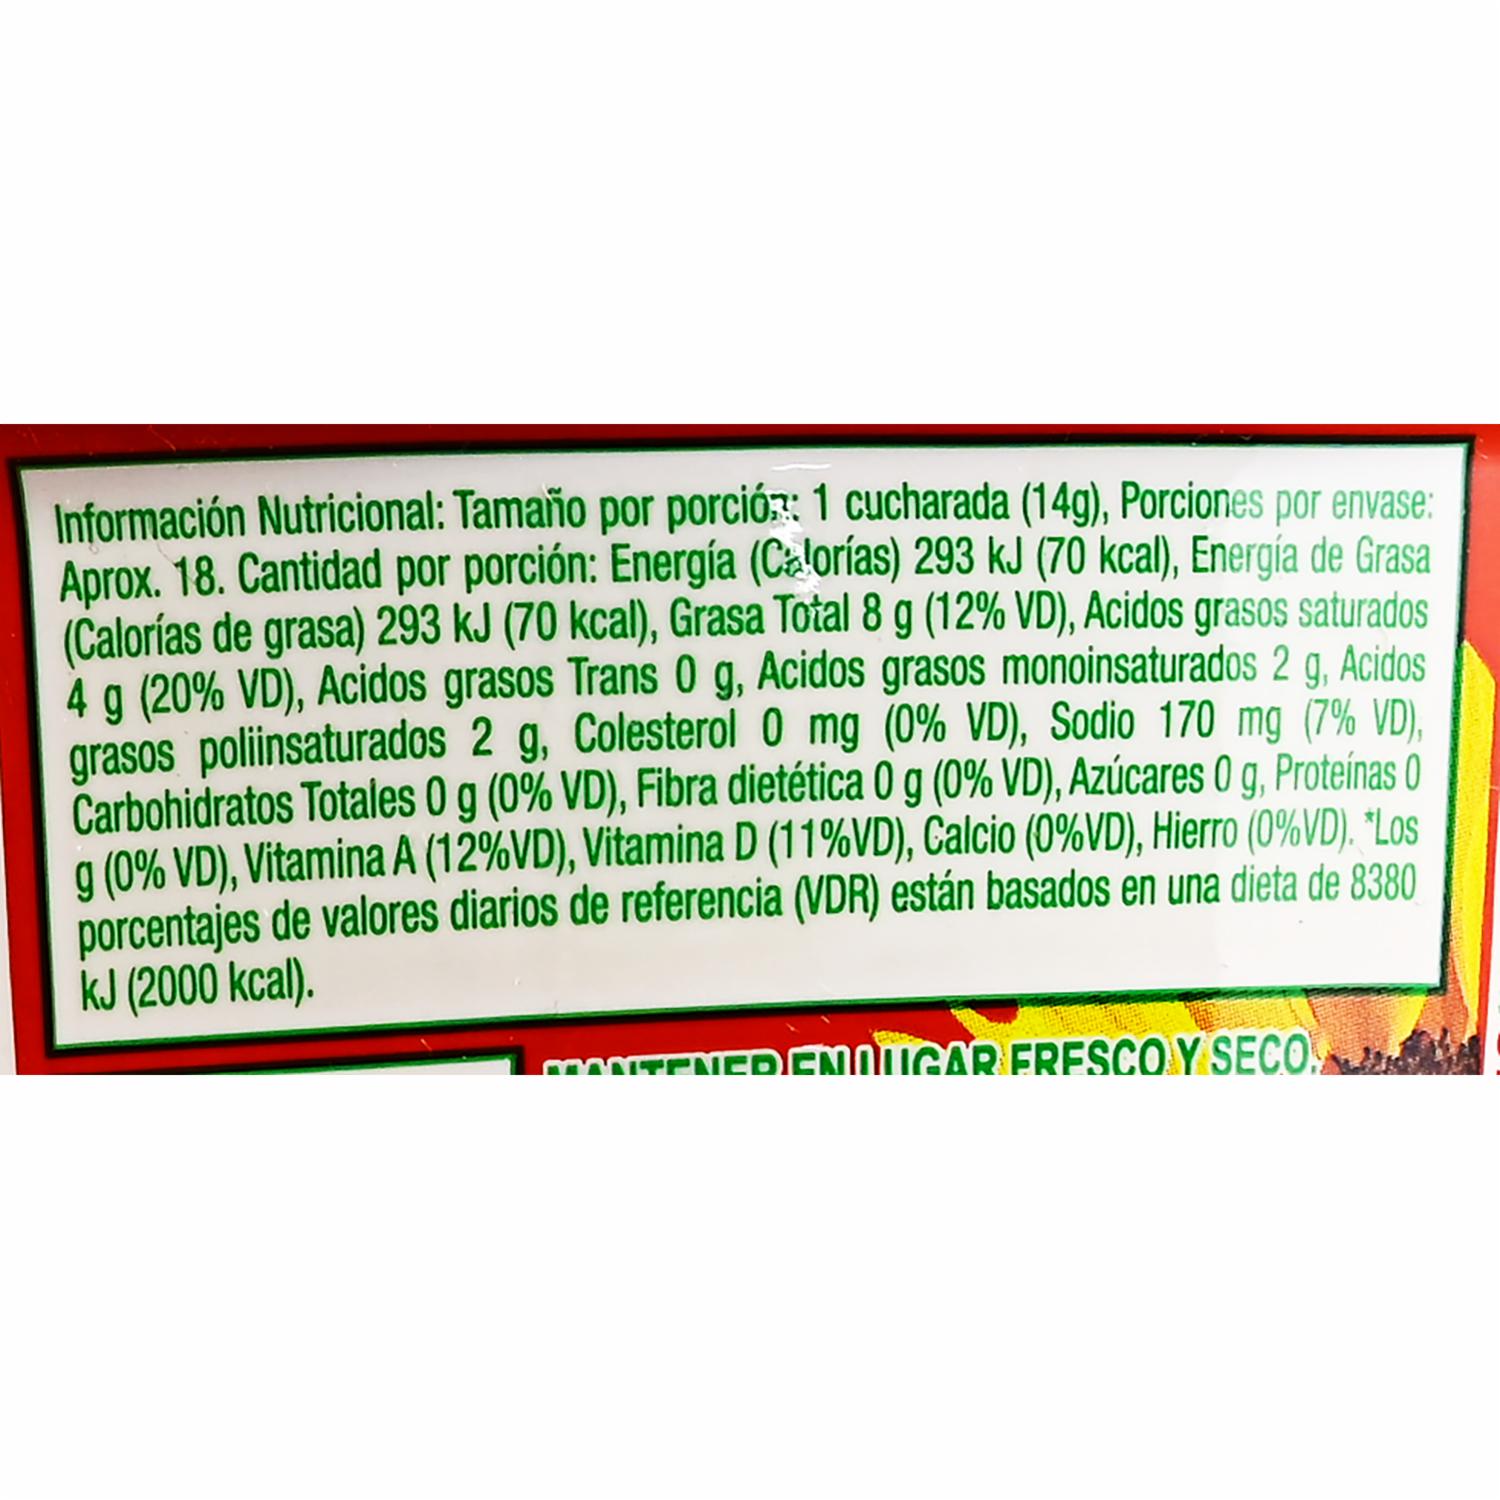 Información Nutricional: Tamaño por porción: 1 cucharada (14g), Porciones por envase:
Aprox. 18. Cantidad por porción: Energía (Calorías) 293 kJ (70 kcal), Energía de Grasa
(Calorías de grasa) 293 kJ (70 kcal), Grasa Total 8 g (12% VD), Acidos grasos saturados
4 g (20% VD), Acidos grasos Trans 0 g, Acidos grasos monoinsaturados 2 g, Acidos
grasos poliinsaturados 2 g, Colesterol 0 mg (0% VD), Sodio 170 mg (7% VD),
Carbohidratos Totales 0 g (0% VD), Fibra dietética 0 g (0% VD), Azúcares 0 g, Proteínas 0
g (0% VD), Vitamina A (12%VD), Vitamina D (11%VD), Calcio (0%VD), Hierro (0%VD). *Los
porcentajes de valores diarios de referencia (VDR) están basados en una dieta de 8380
kJ (2000 kcal).
MANTENER EN LUGAR FRESCO Y SECO.